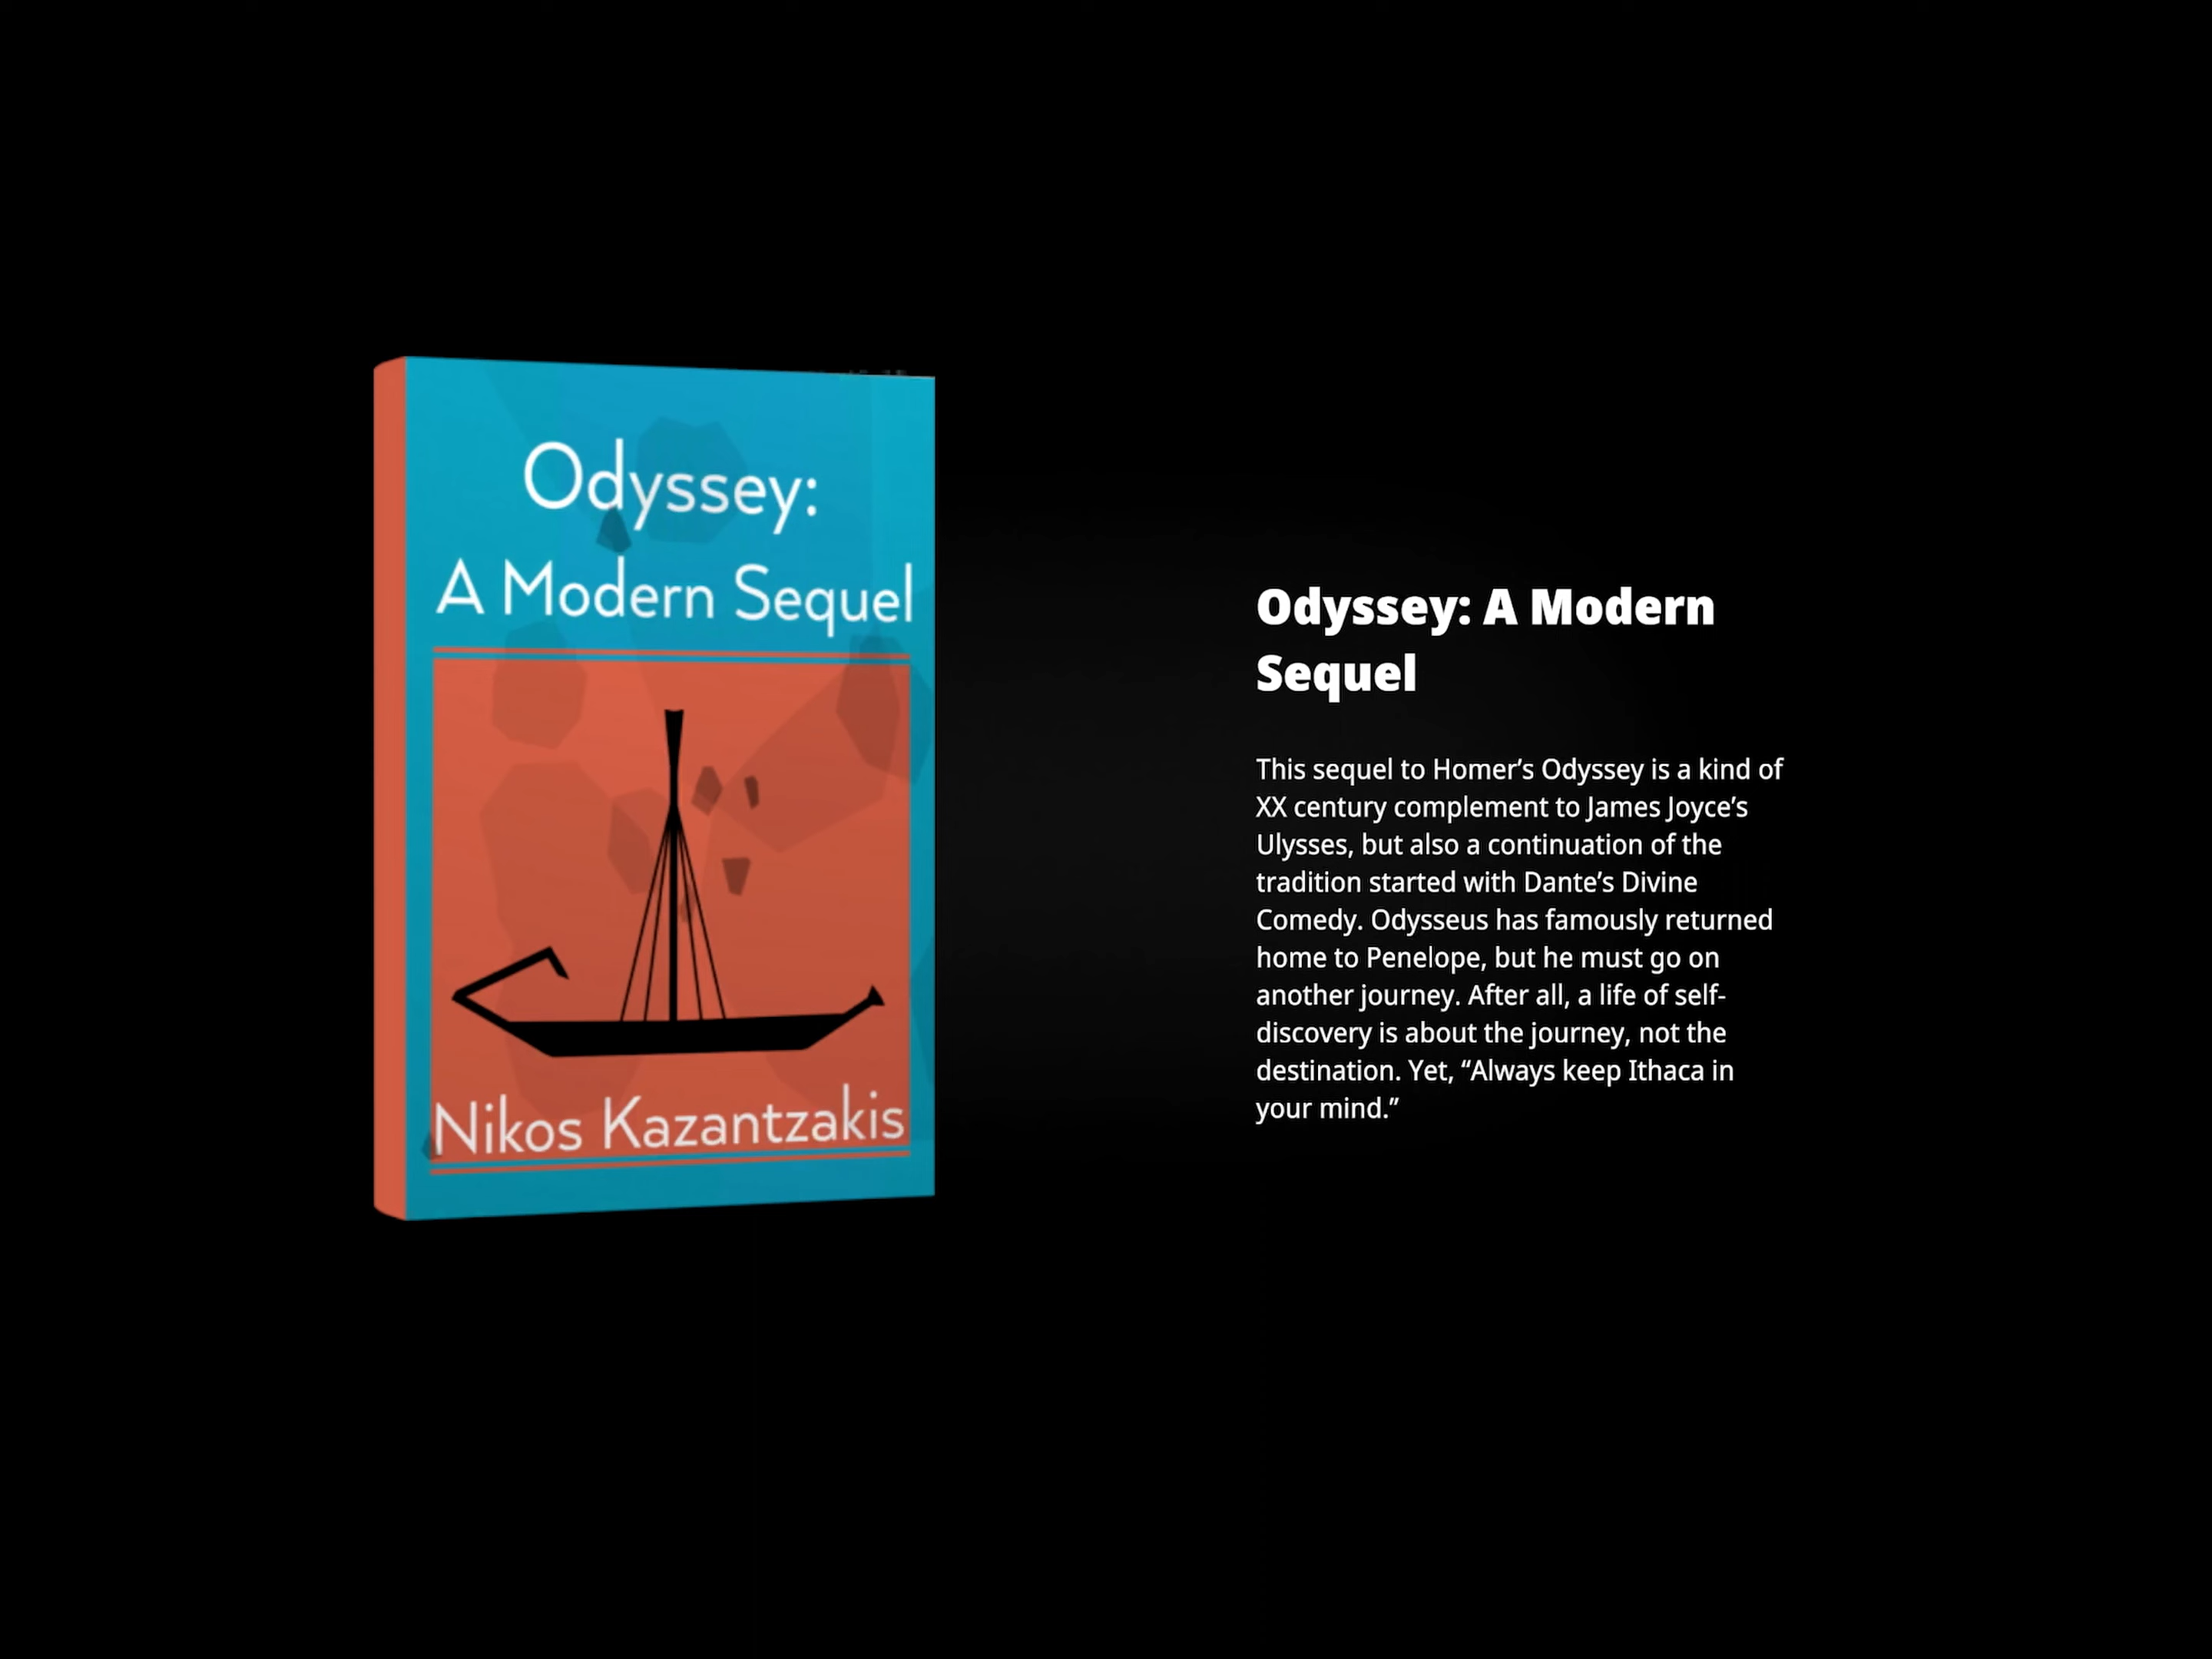 Odyssey:
A Modern Sequel
Nikos Kazantzakis
Odyssey: A Modern
Sequel
This sequel to Homer’s Odyssey is a kind of
XX century complement to James Joyce’s
Ulysses, but also a continuation of the
tradition started with Dante’s Divine
Comedy. Odysseus has famously returned
home to Penelope, but he must go on
another journey. After all, a life of self-
discovery is about the journey, not the
destination. Yet, “Always keep Ithaca in
your mind.”